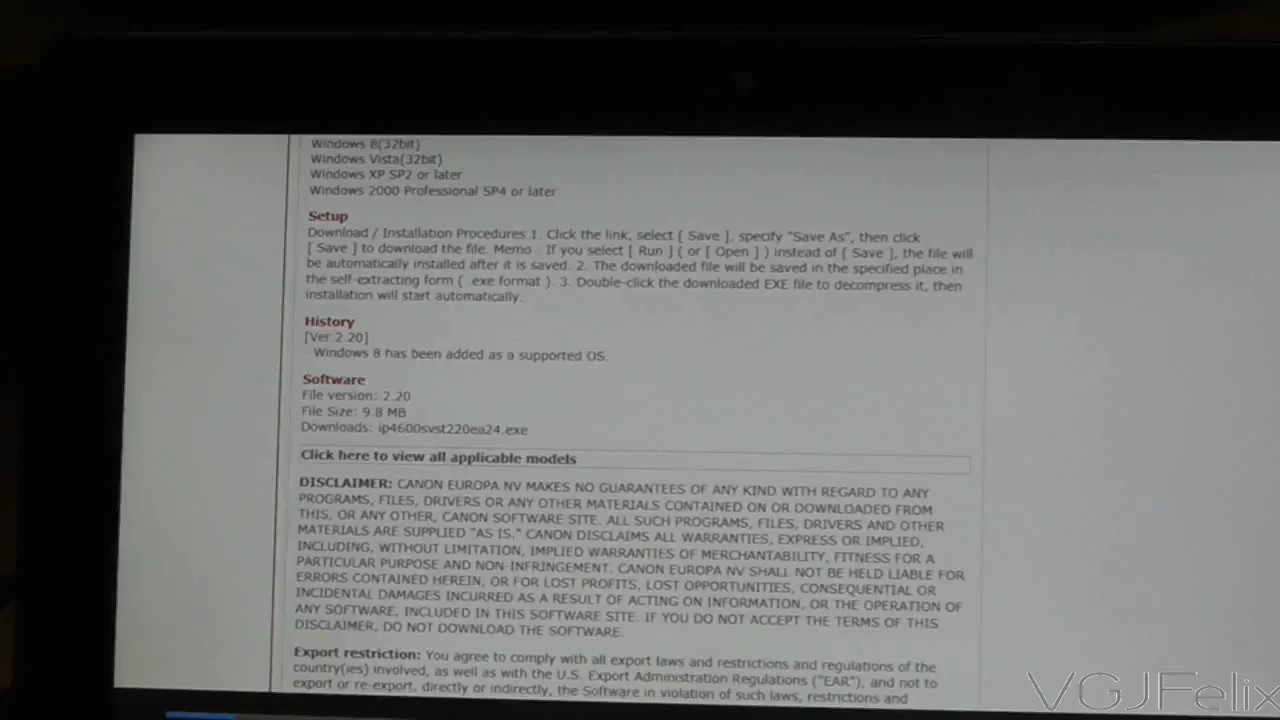 Windows 8(32bit)
Windows Vista(32bit)
Windows XP SP2 or later
Windows 2000 Professional SP4 or later
Setup
Download / Installation Procedures 1. Click the link, select [ Save ], specify "Save As", then click
[ Save ] to download the file. Memo : If you select [ Run ] ( or [ Open ] ) instead of [ Save ], the file will
be automatically installed after it is saved. 2. The downloaded file will be saved in the specified place in
the self-extracting form ( .exe format ). 3. Double-click the downloaded EXE file to decompress it, then
installation will start automatically.
History
[Ver.2.20]
- Windows 8 has been added as a supported OS.
Software
File version: 2.20
File Size: 9.8 MB
Downloads: ip4600svst220ea24.exe
Click here to view all applicable models
DISCLAIMER: CANON EUROPA NV MAKES NO GUARANTEES OF ANY KIND WITH REGARD TO ANY
PROGRAMS, FILES, DRIVERS OR ANY OTHER MATERIALS CONTAINED ON OR DOWNLOADED FROM
THIS, OR ANY OTHER, CANON SOFTWARE SITE. ALL SUCH PROGRAMS, FILES, DRIVERS AND OTHER
MATERIALS ARE SUPPLIED "AS IS." CANON DISCLAIMS ALL WARRANTIES, EXPRESS OR IMPLIED,
INCLUDING, WITHOUT LIMITATION, IMPLIED WARRANTIES OF MERCHANTABILITY, FITNESS FOR A
PARTICULAR PURPOSE AND NON-INFRINGEMENT. CANON EUROPA NV SHALL NOT BE HELD LIABLE FOR
ERRORS CONTAINED HEREIN, OR FOR LOST PROFITS, LOST OPPORTUNITIES, CONSEQUENTIAL OR
INCIDENTAL DAMAGES INCURRED AS A RESULT OF ACTING ON INFORMATION, OR THE OPERATION OF
ANY SOFTWARE, INCLUDED IN THIS SOFTWARE SITE. IF YOU DO NOT ACCEPT THE TERMS OF THIS
DISCLAIMER, DO NOT DOWNLOAD THE SOFTWARE.
Export restriction: You agree to comply with all export laws and restrictions and regulations of the
country(ies) involved, as well as with the U.S. Export Administration Regulations ("EAR"), and not to
export or re-export, directly or indirectly, the Software in violation of such laws, restrictions and
VGJFelix